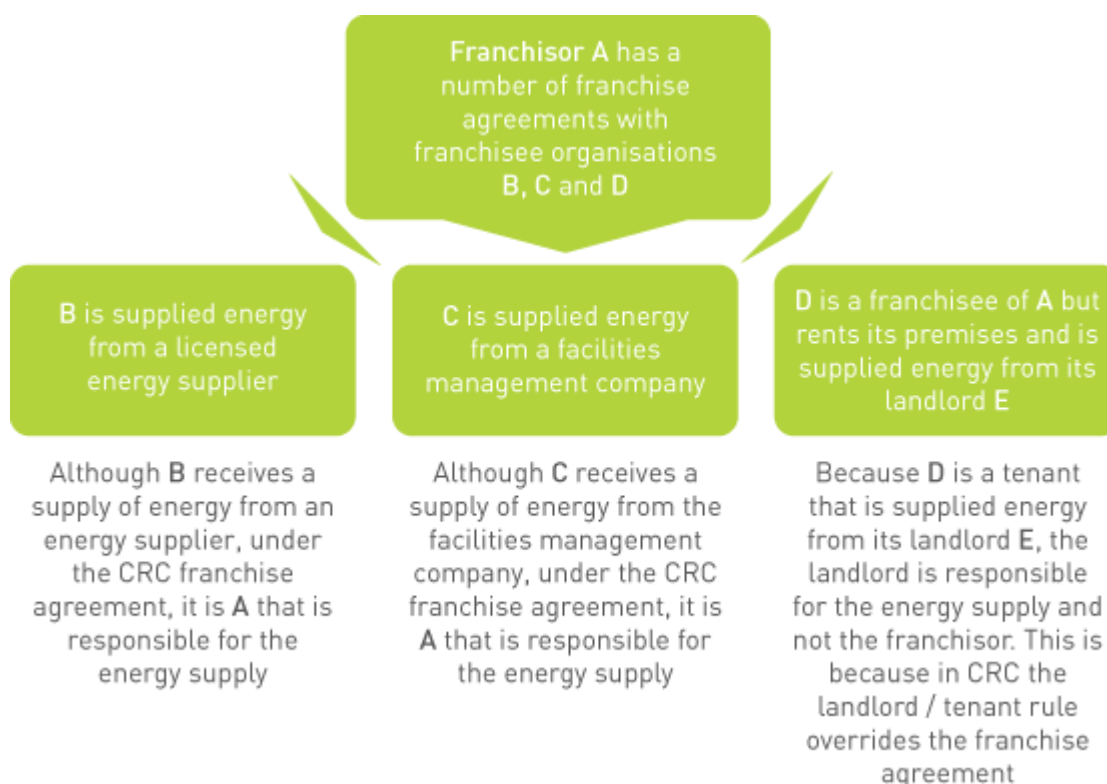 Franchisor A has a
number of franchise
agreements with
franchisee organisations
B, C and D
B is supplied energy
from a licensed
energy supplier
C is supplied energy
from a facilities
management company
D is a franchisee of A but
rents its premises and is
supplied energy from its
landlord E
Although B receives a
supply of energy from an
energy supplier, under
the CRC franchise
agreement, it is A that is
responsible for the
energy supply
Although C receives a
supply of energy from the
facilities management
company, under the CRC
franchise agreement, it is
A that is responsible for
the energy supply
Because D is a tenant
that is supplied energy
from its landlord E, the
landlord is responsible
for the energy supply and
not the franchisor. This is
because in CRC the
landlord / tenant rule
overrides the franchise
agreement